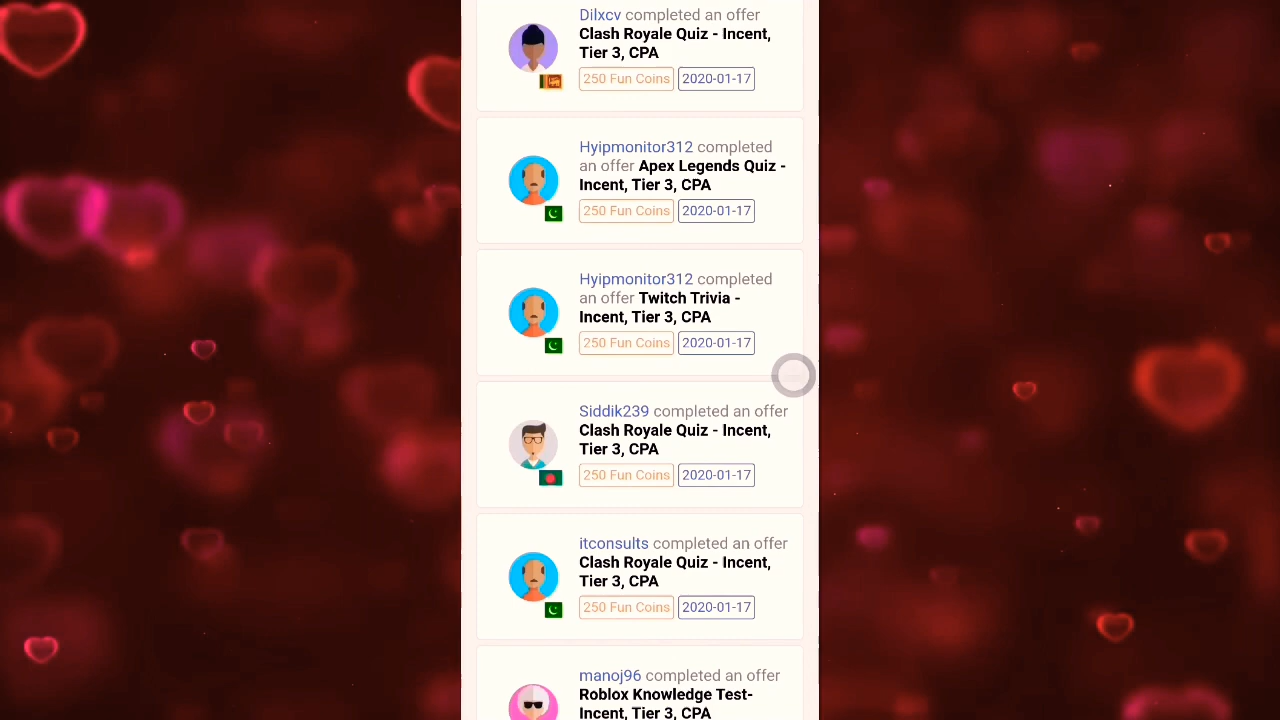 Dilxcv completed an offer
Clash Royale Quiz - Incent,
Tier 3, CPA
250 Fun Coins 2020-01-17
Hyipmonitor312 completed
an offer Apex Legends Quiz -
Incent, Tier 3, CPA
250 Fun Coins 2020-01-17
Hyipmonitor312 completed
an offer Twitch Trivia -
Incent, Tier 3, CPA
250 Fun Coins 2020-01-17
Siddik239 completed an offer
Clash Royale Quiz - Incent,
Tier 3, CPA
250 Fun Coins 2020-01-17
itconsults completed an offer
Clash Royale Quiz - Incent,
Tier 3, CPA
250 Fun Coins 2020-01-17
manoj96 completed an offer
Roblox Knowledge Test-
Incent, Tier 3, CPA